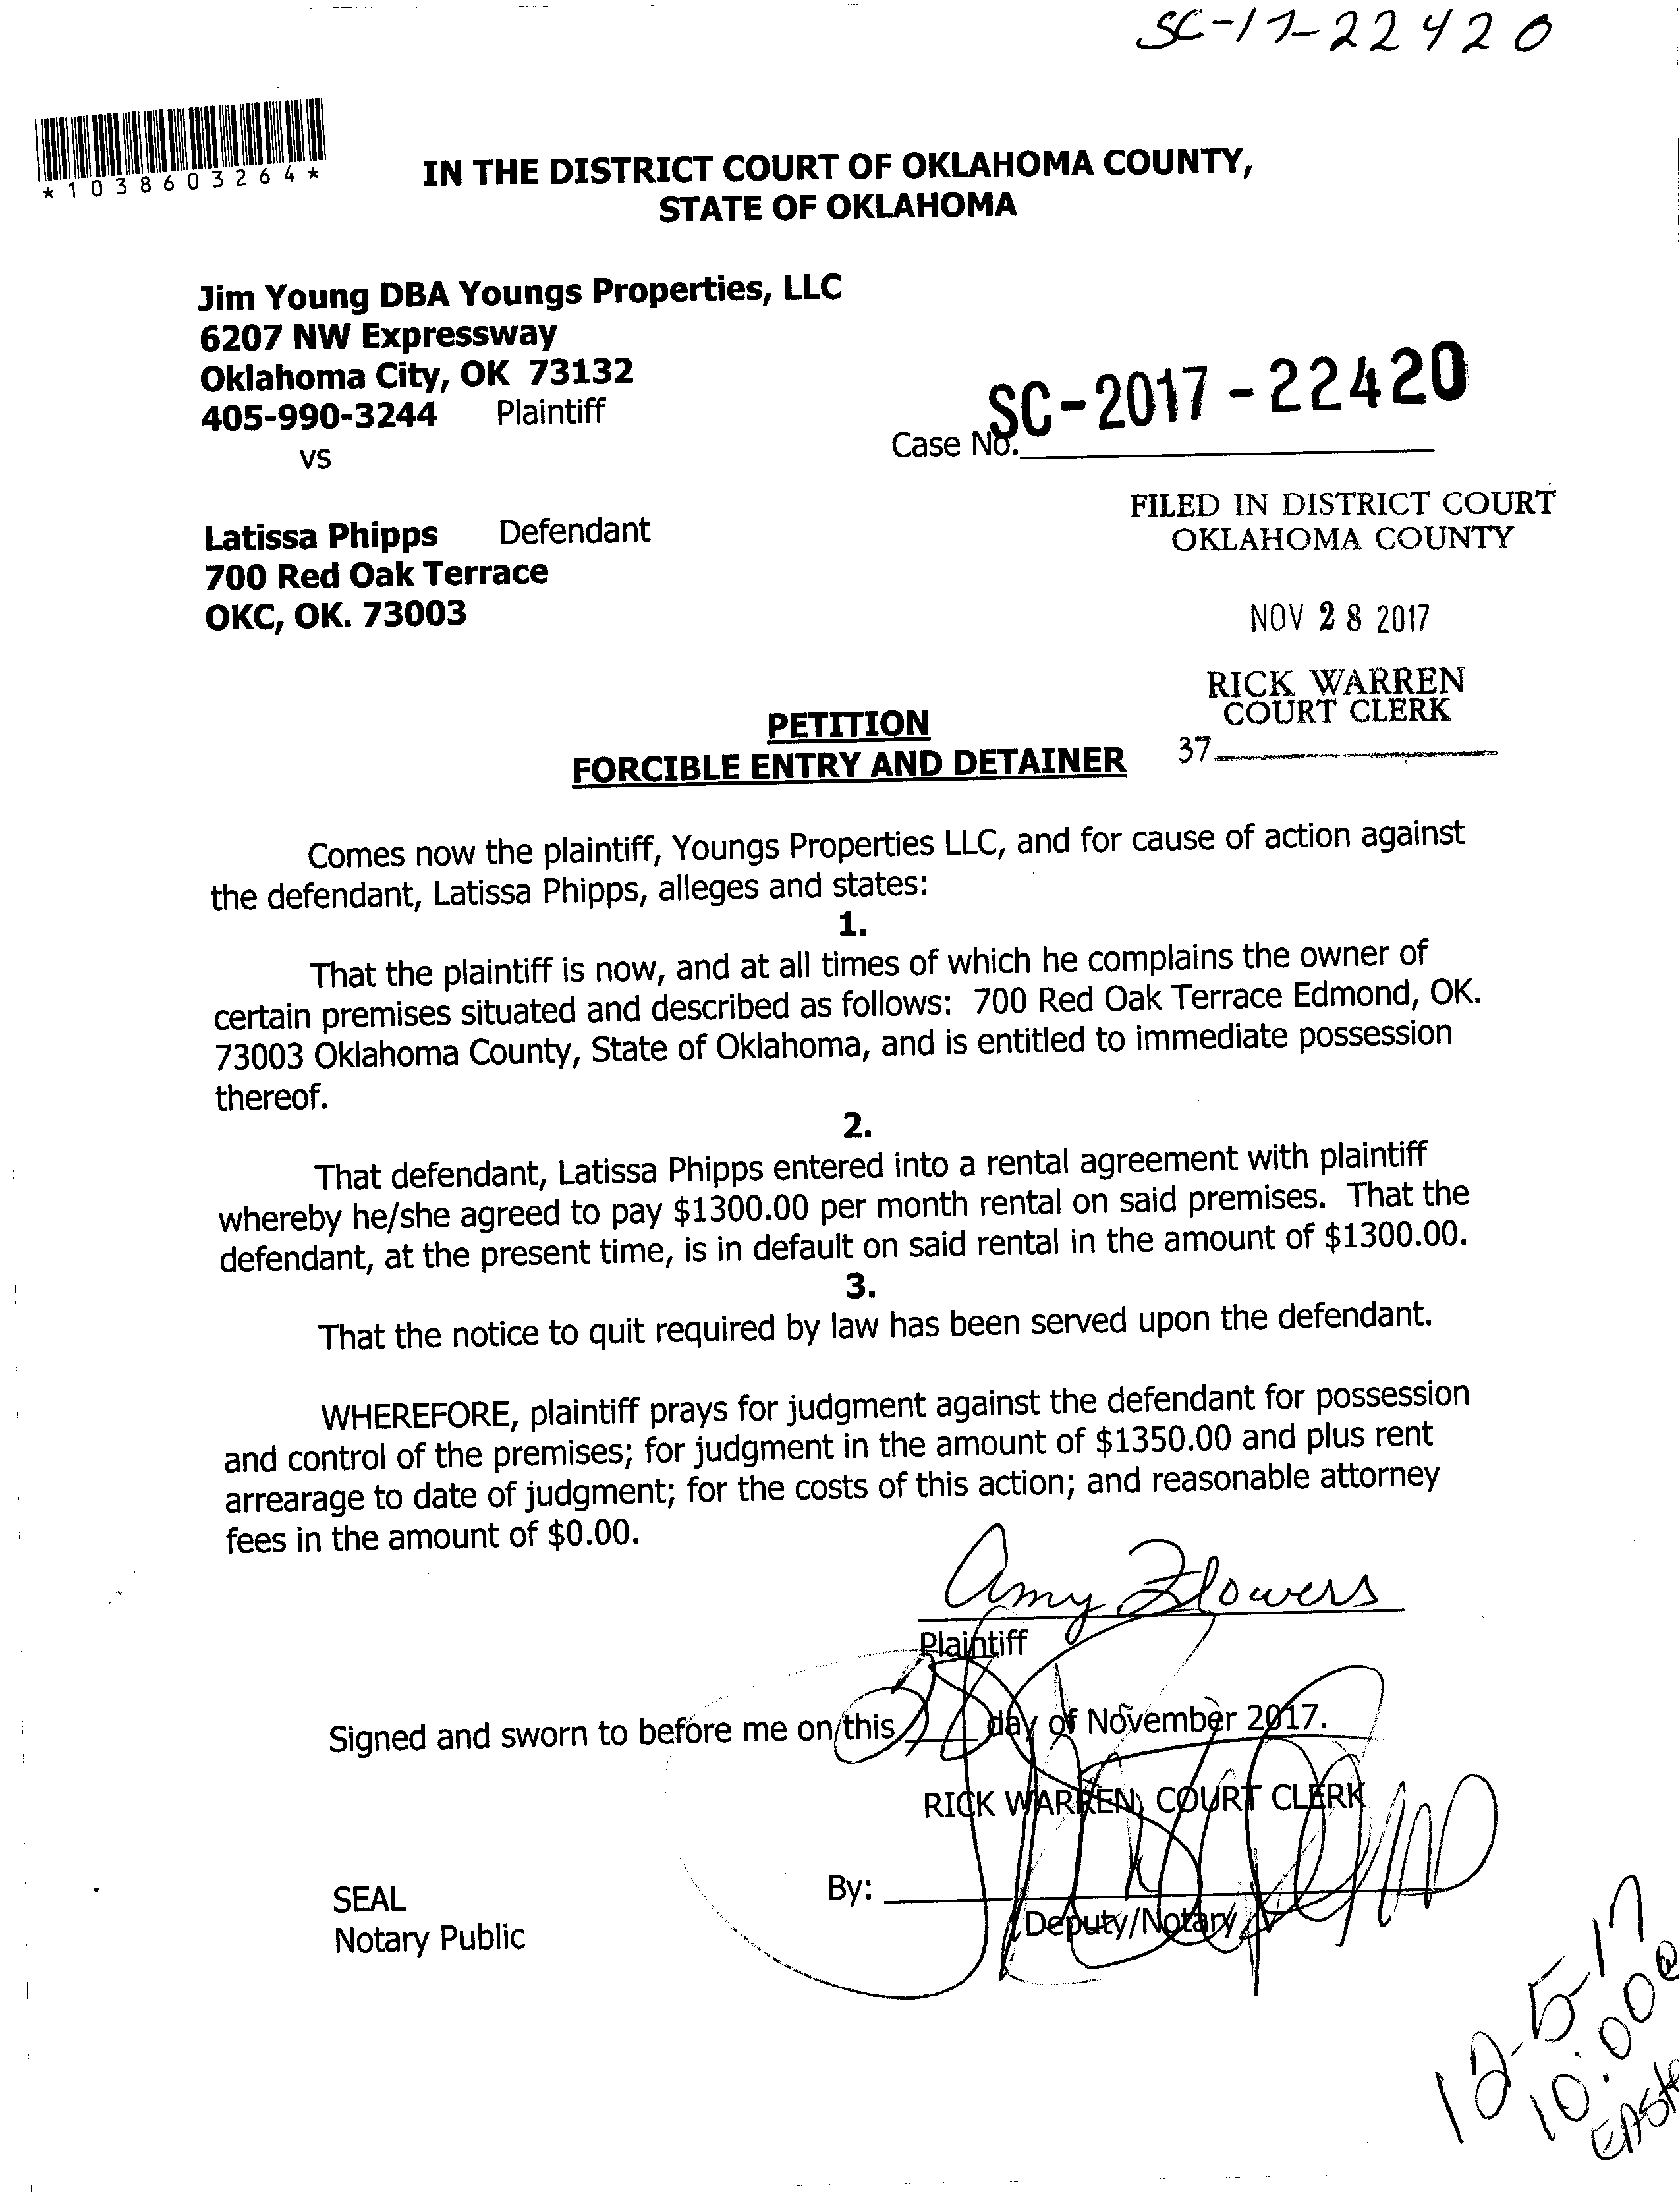 SC-17-22420
*1038603264*
IN THE DISTRICT COURT OF OKLAHOMA COUNTY,
STATE OF OKLAHOMA
Jim Young DBA Youngs Properties, LLC
6207 NW Expressway
Oklahoma City, OK 73132
405-990-3244 Plaintiff
vs
SC-2017-22420
Case No.
Latissa Phipps Defendant
700 Red Oak Terrace
OKC, OK. 73003
FILED IN DISTRICT COURT
OKLAHOMA COUNTY
NOV 28 2017
RICK WARREN
COURT CLERK
37
PETITION
FORCIBLE ENTRY AND DETAINER
Comes now the plaintiff, Youngs Properties LLC, and for cause of action against
the defendant, Latissa Phipps, alleges and states:
1.
That the plaintiff is now, and at all times of which he complains the owner of
certain premises situated and described as follows: 700 Red Oak Terrace Edmond, OK.
73003 Oklahoma County, State of Oklahoma, and is entitled to immediate possession
thereof.
2.
That defendant, Latissa Phipps entered into a rental agreement with plaintiff
whereby he/she agreed to pay $1300.00 per month rental on said premises. That the
defendant, at the present time, is in default on said rental in the amount of $1300.00.
3.
That the notice to quit required by law has been served upon the defendant.
WHEREFORE, plaintiff prays for judgment against the defendant for possession
and control of the premises; for judgment in the amount of $1350.00 and plus rent
arrearage to date of judgment; for the costs of this action; and reasonable attorney
fees in the amount of $0.00.
Amy Flowers
Plaintiff
Signed and sworn to before me on this 28 day of November 2017.
RICK WARREN, COURT CLERK
By:
Deputy/Notary
SEAL
Notary Public
12-5-17
10:00@